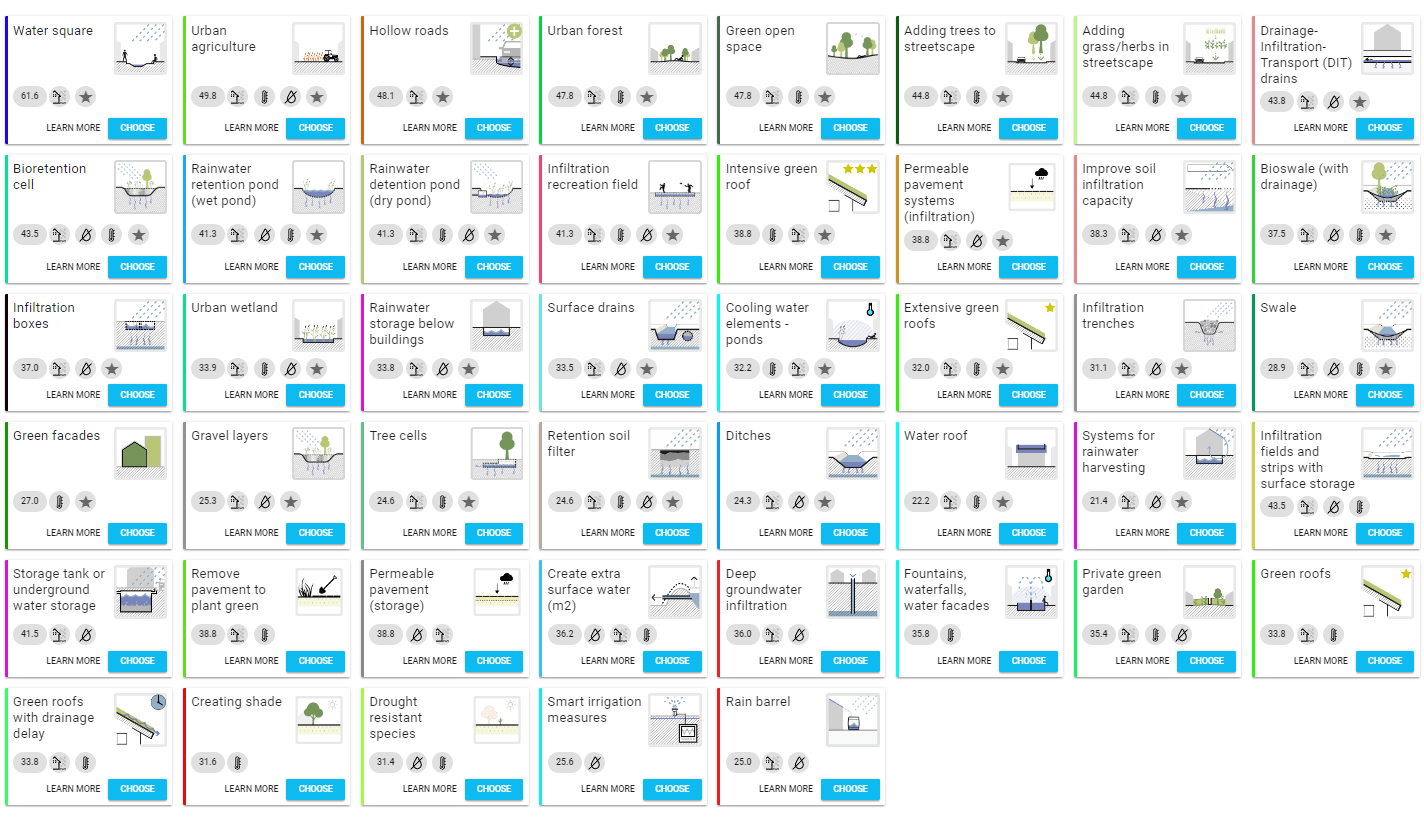 Water square
61.6
LEARN MORE CHOOSE
Urban
agriculture
49.8
LEARN MORE CHOOSE
Hollow roads
48.1
LEARN MORE CHOOSE
Urban forest
47.8
LEARN MORE CHOOSE
Green open
space
47.8
LEARN MORE CHOOSE
Adding trees to
streetscape
44.8
LEARN MORE CHOOSE
Adding
grass/herbs in
streetscape
44.8
LEARN MORE CHOOSE
Drainage-
Infiltration-
Transport (DIT)
drains
43.8
LEARN MORE CHOOSE
Bioretention
cell
43.5
LEARN MORE CHOOSE
Rainwater
retention pond
(wet pond)
41.3
LEARN MORE CHOOSE
Rainwater
detention pond
(dry pond)
41.3
LEARN MORE CHOOSE
Infiltration
recreation field
41.3
LEARN MORE CHOOSE
Intensive green
roof
38.8
LEARN MORE CHOOSE
Permeable
pavement
systems
(infiltration)
38.8
LEARN MORE CHOOSE
Improve soil
infiltration
capacity
38.3
LEARN MORE CHOOSE
Bioswale (with
drainage)
37.5
LEARN MORE CHOOSE
Infiltration
boxes
37.0
LEARN MORE CHOOSE
Urban wetland
33.9
LEARN MORE CHOOSE
Rainwater
storage below
buildings
33.8
LEARN MORE CHOOSE
Surface drains
33.5
LEARN MORE CHOOSE
Cooling water
elements -
ponds
32.2
LEARN MORE CHOOSE
Extensive green
roofs
32.0
LEARN MORE CHOOSE
Infiltration
trenches
31.1
LEARN MORE CHOOSE
Swale
28.9
LEARN MORE CHOOSE
Green facades
27.0
LEARN MORE CHOOSE
Gravel layers
25.3
LEARN MORE CHOOSE
Tree cells
24.6
LEARN MORE CHOOSE
Retention soil
filter
24.6
LEARN MORE CHOOSE
Ditches
24.3
LEARN MORE CHOOSE
Water roof
22.2
LEARN MORE CHOOSE
Systems for
rainwater
harvesting
21.4
LEARN MORE CHOOSE
Infiltration
fields and
strips with
surface storage
43.5
LEARN MORE CHOOSE
Storage tank or
underground
water storage
41.5
LEARN MORE CHOOSE
Remove
pavement to
plant green
38.8
LEARN MORE CHOOSE
Permeable
pavement
(storage)
38.8
LEARN MORE CHOOSE
Create extra
surface water
(m2)
36.2
LEARN MORE CHOOSE
Deep
groundwater
infiltration
36.0
LEARN MORE CHOOSE
Fountains,
waterfalls,
water facades
35.8
LEARN MORE CHOOSE
Private green
garden
35.4
LEARN MORE CHOOSE
Green roofs
33.8
LEARN MORE CHOOSE
Green roofs
with drainage
delay
33.8
LEARN MORE CHOOSE
Creating shade
31.6
LEARN MORE CHOOSE
Drought
resistant
species
31.4
LEARN MORE CHOOSE
Smart irrigation
measures
25.6
LEARN MORE CHOOSE
Rain barrel
25.0
LEARN MORE CHOOSE